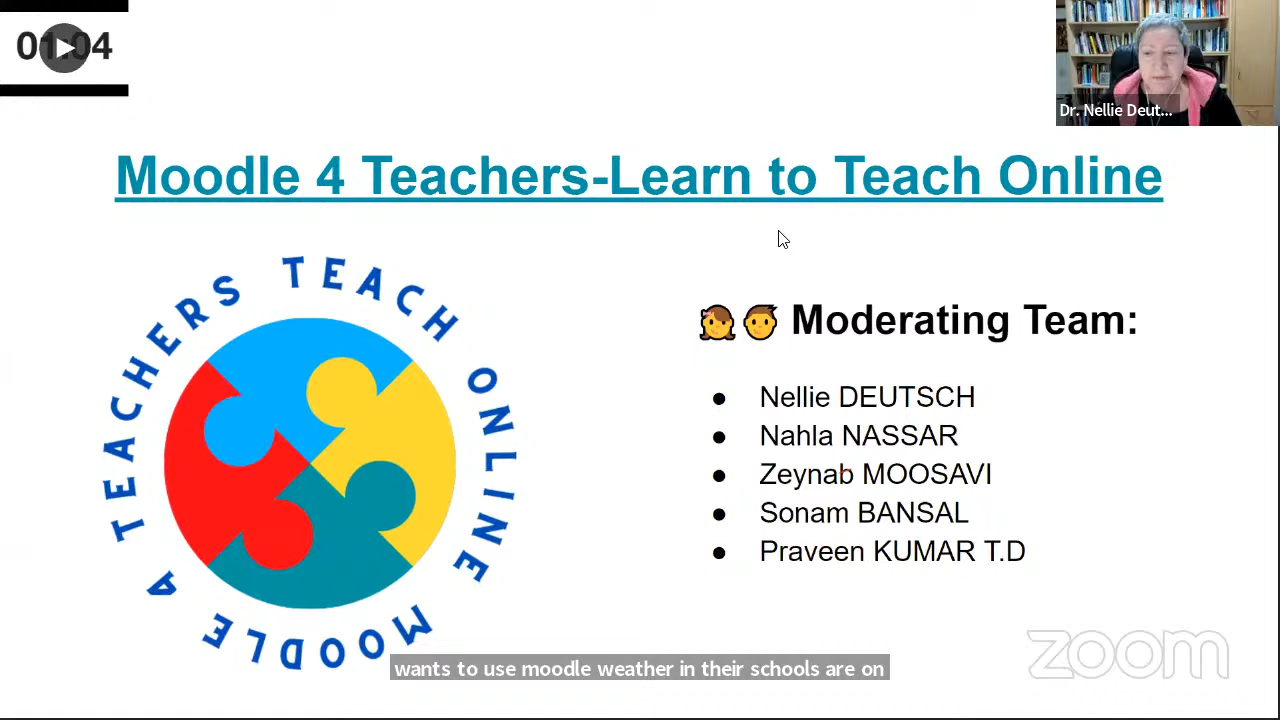 01:04
Dr. Nellie Deut...
Moodle 4 Teachers-Learn to Teach Online
MOODLE 4 TEACHERS TEACH ONLINE
Moderating Team:
● Nellie DEUTSCH
● Nahla NASSAR
● Zeynab MOOSAVI
● Sonam BANSAL
● Praveen KUMAR T.D
zoom
wants to use moodle weather in their schools are on